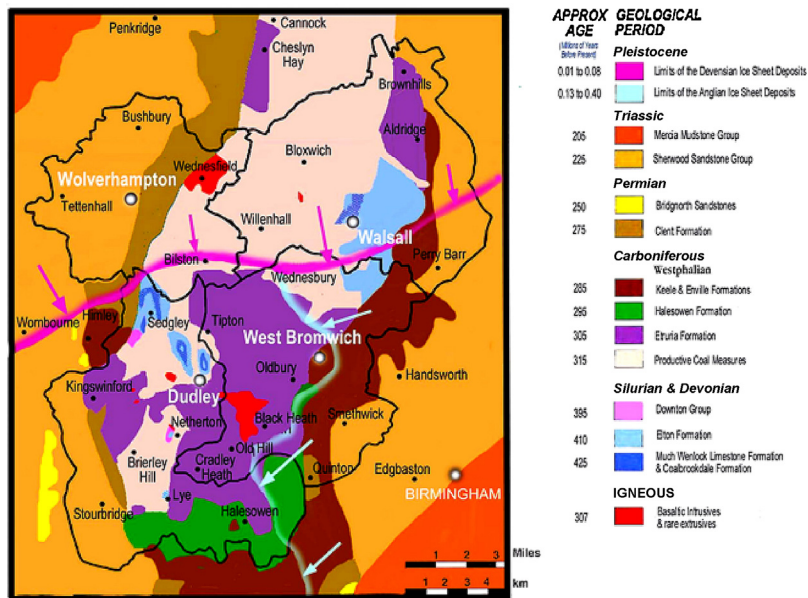 Penkridge
Cannock
Cheslyn
Hay
Brownhills
Bushbury
Aldridge
Bloxwich
Wednesfield
Wolverhampton
Tettenhall
Willenhall
Walsall
Bilston
Perry Barr
Wednesbury
Wombourne
Himley
Sedgley
Tipton
West Bromwich
Oldbury
Handsworth
Kingswinford
Dudley
Netherton
Black Heath
Smethwick
Old Hill
Brierley
Hill
Cradley
Heath
Quinton
Edgbaston
BIRMINGHAM
Lye
Stourbridge
Halesowen
1 2 3 Miles
1 2 3 4 km
APPROX
AGE
(Millions of Years
Before Present)
GEOLOGICAL
PERIOD
Pleistocene
0.01 to 0.08 Limits of the Devensian Ice Sheet Deposits
0.13 to 0.40 Limits of the Anglian Ice Sheet Deposits
Triassic
205 Mercia Mudstone Group
225 Sherwood Sandstone Group
Permian
250 Bridgnorth Sandstones
275 Clent Formation
Carboniferous
Westphalian
285 Keele & Enville Formations
295 Halesowen Formation
305 Etruria Formation
315 Productive Coal Measures
Silurian & Devonian
395 Downton Group
410 Elton Formation
425 Much Wenlock Limestone Formation
& Coalbrookdale Formation
IGNEOUS
307 Basaltic Intrusives
& rare extrusives